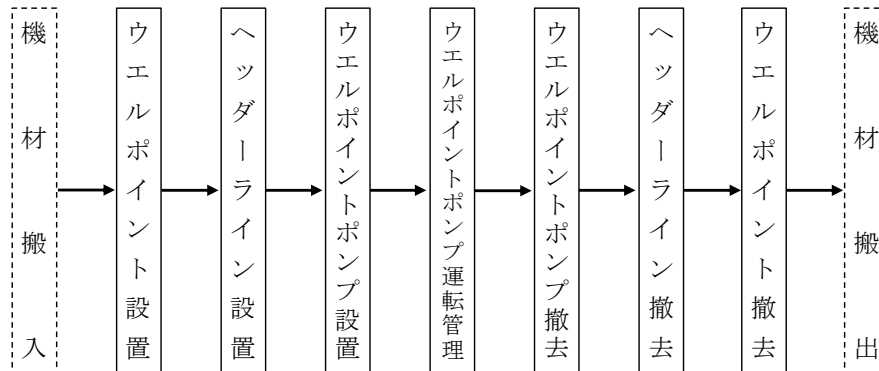 機材搬入
ウエルポイント設置
ヘッダーライン設置
ウエルポイントポンプ設置
ウエルポイントポンプ運転管理
ウエルポイントポンプ撤去
ヘッダーライン撤去
ウエルポイント撤去
機材搬出